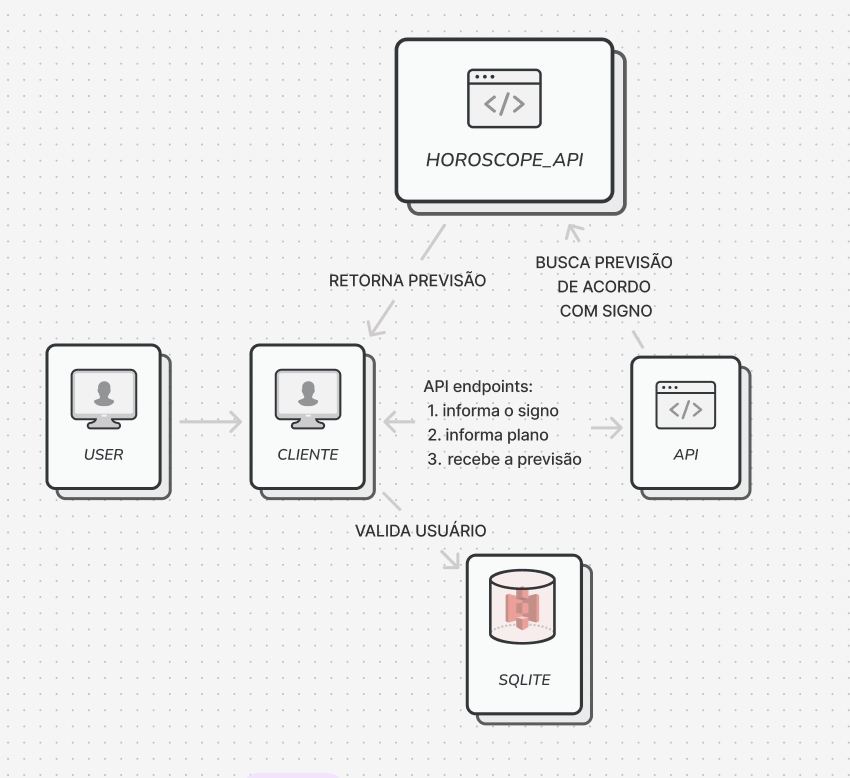 HOROSCOPE_API
RETORNA PREVISÃO
BUSCA PREVISÃO
DE ACORDO
COM SIGNO
USER
CLIENTE
API endpoints:
1. informa o signo
2. informa plano
3. recebe a previsão
API
VALIDA USUÁRIO
SQLITE